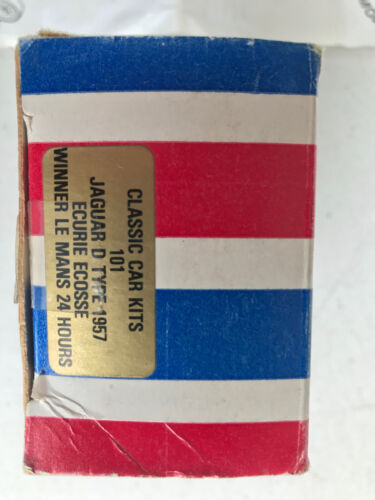 CLASSIC CAR KITS
101
JAGUAR D TYPE 1957
ECURIE ECOSSE
WINNER LE MANS 24 HOURS